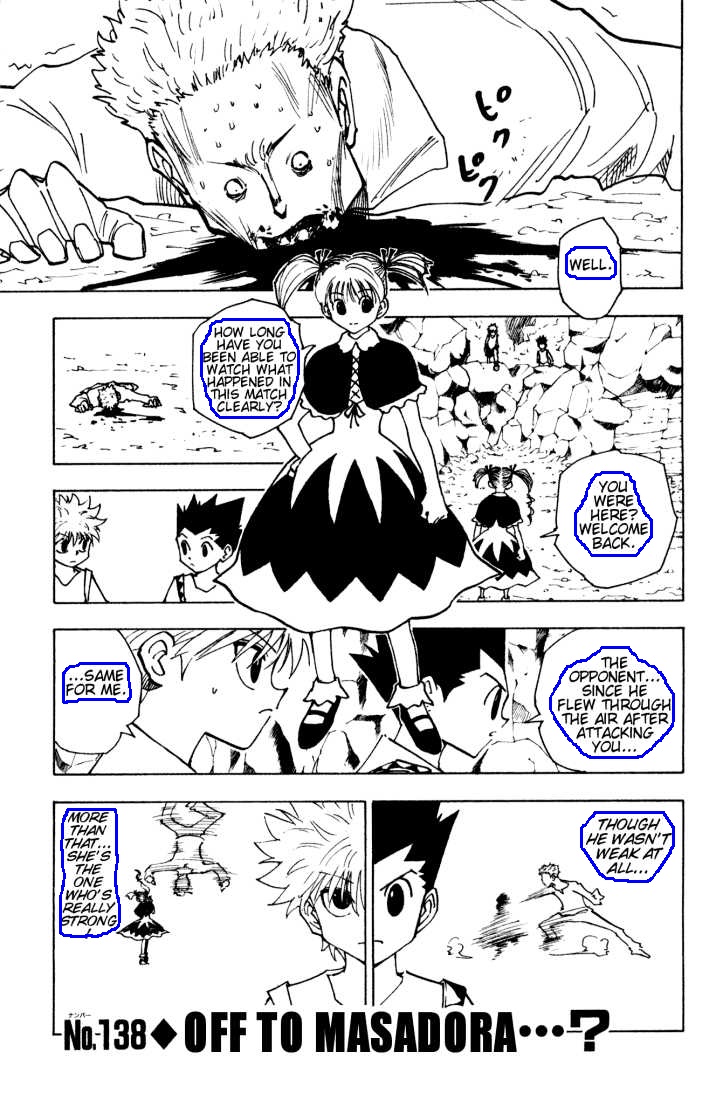 ピク
ピク
WELL.
HOW LONG
HAVE YOU
BEEN ABLE TO
WATCH WHAT
HAPPENED IN
THIS MATCH
CLEARLY?
YOU
WERE
HERE?
WELCOME
BACK.
THE
OPPONENT...
SINCE HE
FLEW THROUGH
THE AIR AFTER
ATTACKING
YOU...
...SAME
FOR ME.
THOUGH
HE WASN'T
WEAK AT
ALL...
MORE
THAN
THAT...
SHE'S
THE
ONE
WHO'S
REALLY
STRONG
!
ナンバー
No.-138◆OFF TO MASADORA…?